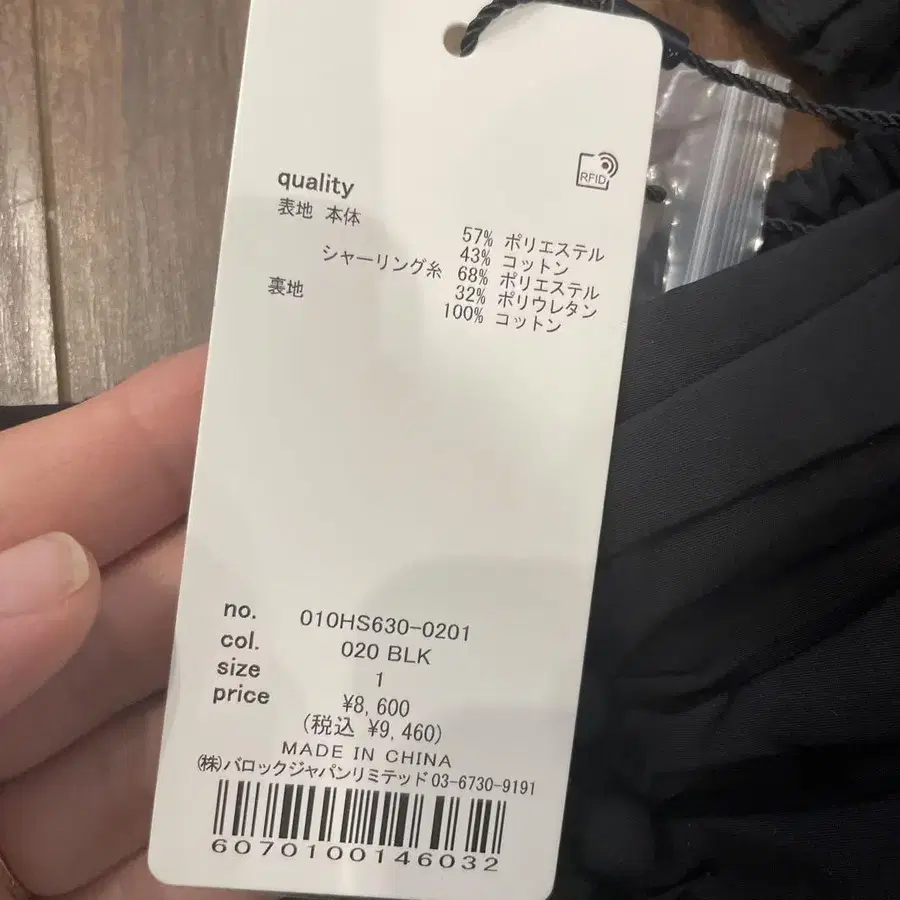 RFID
quality
表地 本体 57% ポリエステル
43% コットン
シャーリング糸 68% ポリエステル
32% ポリウレタン
裏地 100% コットン
no. 010HS630-0201
col. 020 BLK
size 1
price ¥8,600
(税込 ¥9,460)
MADE IN CHINA
(株)バロックジャパンリミテッド 03-6730-9191
6070100146032